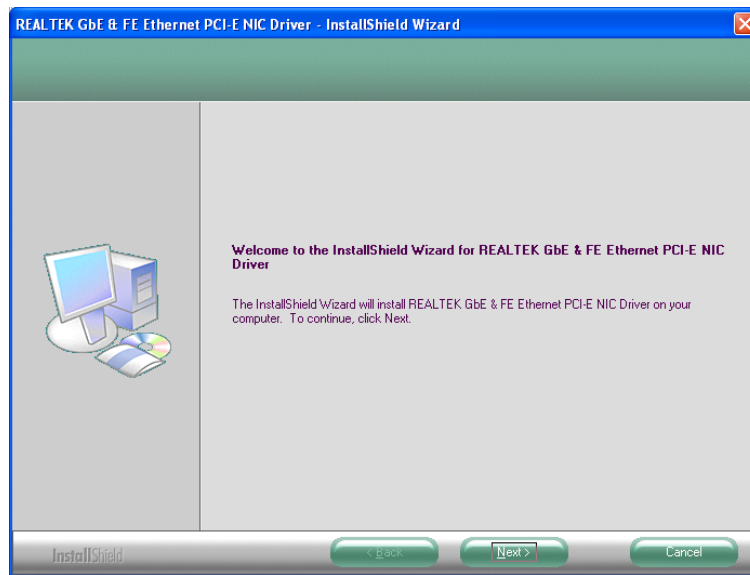 REALTEK GbE & FE Ethernet PCI-E NIC Driver - InstallShield Wizard
Welcome to the InstallShield Wizard for REALTEK GbE & FE Ethernet PCI-E NIC
Driver
The InstallShield Wizard will install REALTEK GbE & FE Ethernet PCI-E NIC Driver on your
computer. To continue, click Next.
InstallShield
< Back
Next >
Cancel